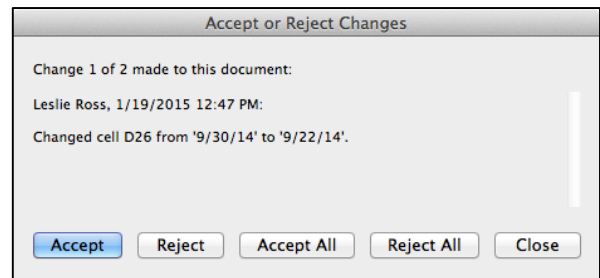 Accept or Reject Changes
Change 1 of 2 made to this document:
Leslie Ross, 1/19/2015 12:47 PM:
Changed cell D26 from '9/30/14' to '9/22/14'.
Accept Reject Accept All Reject All Close